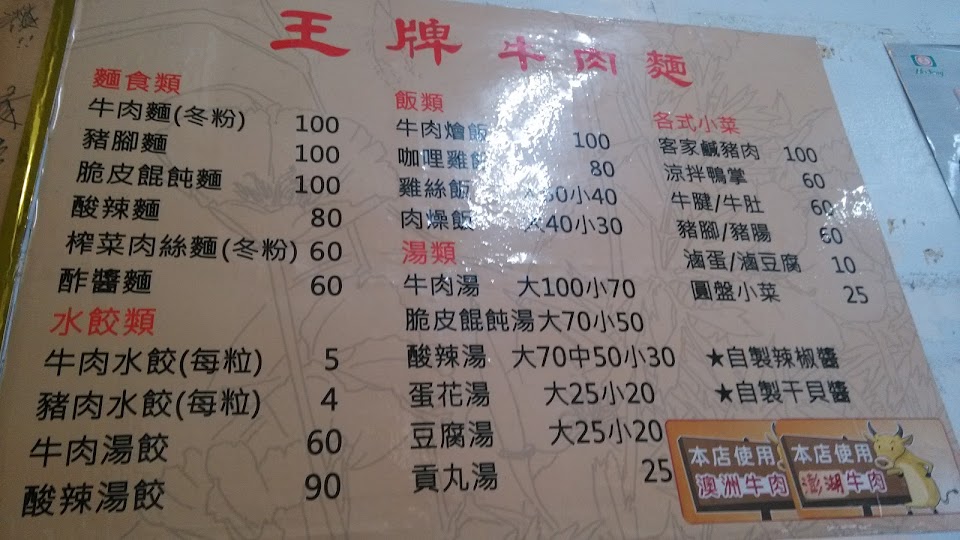 王牌牛肉麵
麵食類
牛肉麵(冬粉) 100
豬腳麵 100
脆皮餛飩麵 100
酸辣麵 80
榨菜肉絲麵(冬粉) 60
酢醬麵 60
水餃類
牛肉水餃(每粒) 5
豬肉水餃(每粒) 4
牛肉湯餃 60
酸辣湯餃 90
飯類
牛肉燴飯 100
咖哩雞飯 80
雞絲飯 小40
肉燥飯 大40小30
湯類
牛肉湯 大100小70
脆皮餛飩湯大70小50
酸辣湯 大70中50小30
蛋花湯 大25小20
豆腐湯 大25小20
貢丸湯 25
各式小菜
客家鹹豬肉 100
涼拌鴨掌 60
牛腱/牛肚 60
豬腳/豬腸 60
滷蛋/滷豆腐 10
圓盤小菜 25
★自製辣椒醬
★自製干貝醬
本店使用
澳洲牛肉
本店使用
澎湖牛肉